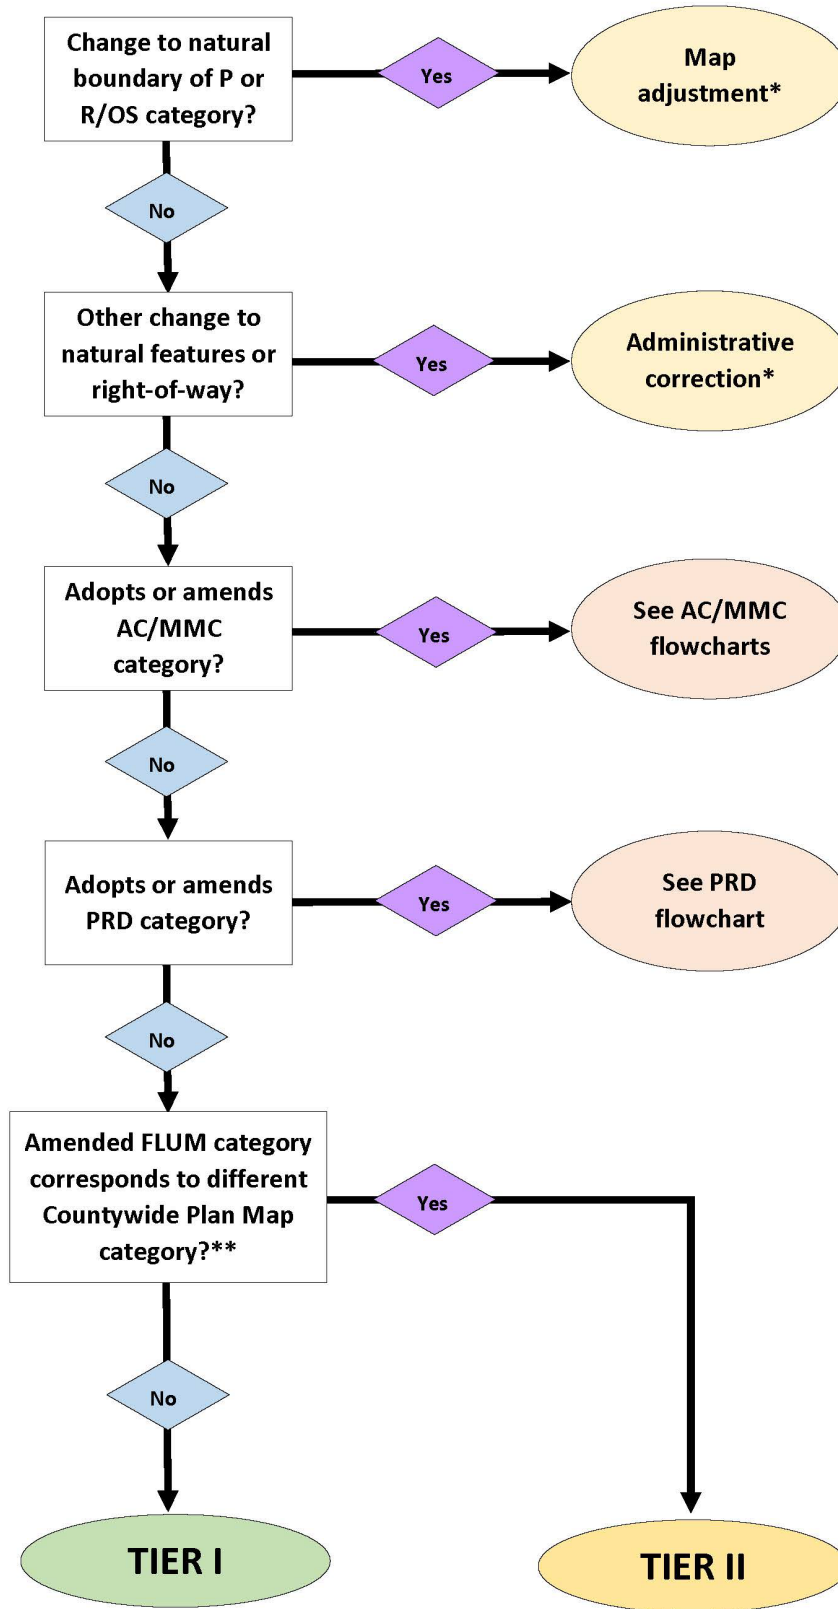 Change to natural
boundary of P or
R/OS category?
Yes
Map
adjustment*
No
Other change to
natural features or
right-of-way?
Yes
Administrative
correction*
No
Adopts or amends
AC/MMC
category?
Yes
See AC/MMC
flowcharts
No
Adopts or amends
PRD category?
Yes
See PRD
flowchart
No
Amended FLUM category
corresponds to different
Countywide Plan Map
category?**
Yes
No
TIER I
TIER II